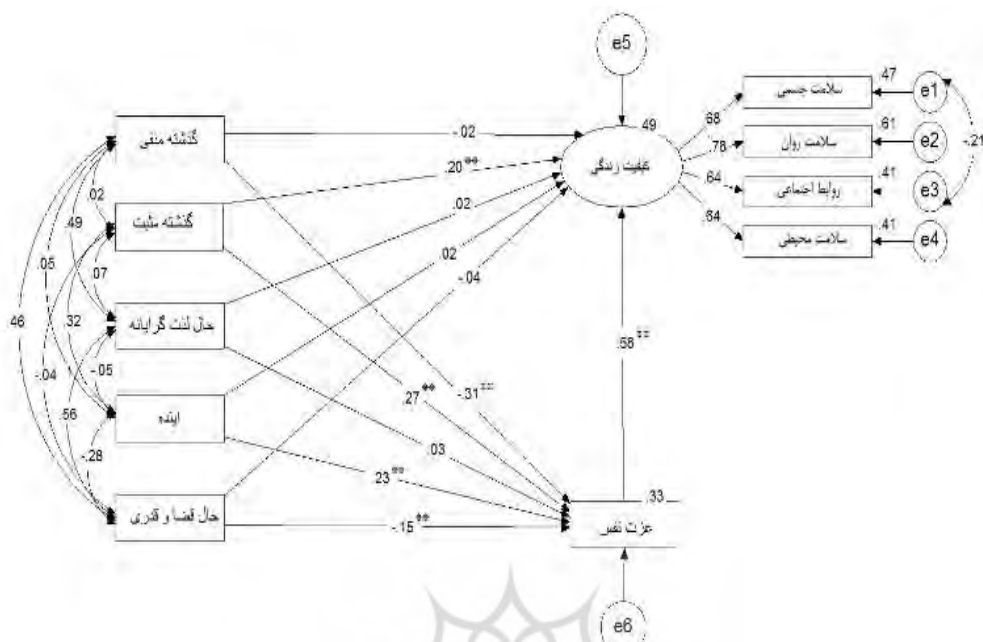 e5
گذشته منفی
گذشته مثبت
حال لذت گرایانه
آینده
حال قضا و قدری
.02
.49
.07
.05
.32
.46
-.04
-.05
.56
-.28
-.02
.20**
.02
.02
-.04
-.31**
.27**
.03
.23**
-.15**
.58**
کیفیت زندگی
.49
.68
.78
.64
.64
سلامت جسمی
.47
e1
سلامت روان
.61
e2
روابط اجتماعی
.41
e3
سلامت محیطی
.41
e4
-.21
عزت نفس
.33
e6